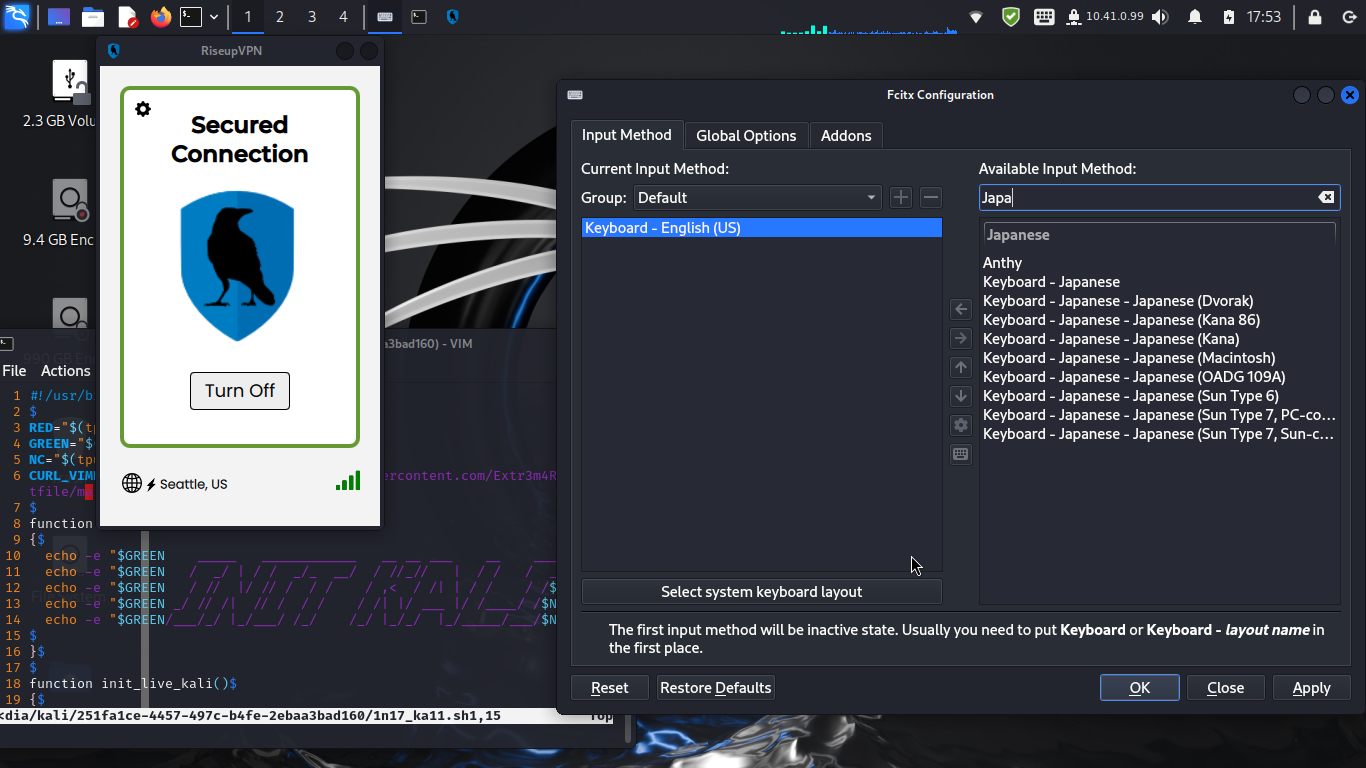 1 2 3 4
10.41.0.99
17:53
RiseupVPN
2.3 GB Volu
9.4 GB Enc
Secured
Connection
Turn Off
Seattle, US
Fcitx Configuration
Input Method
Global Options
Addons
Current Input Method:
Group:
Default
Keyboard - English (US)
Select system keyboard layout
Available Input Method:
Japa
Japanese
Anthy
Keyboard - Japanese
Keyboard - Japanese - Japanese (Dvorak)
Keyboard - Japanese - Japanese (Kana 86)
Keyboard - Japanese - Japanese (Kana)
Keyboard - Japanese - Japanese (Macintosh)
Keyboard - Japanese - Japanese (OADG 109A)
Keyboard - Japanese - Japanese (Sun Type 6)
Keyboard - Japanese - Japanese (Sun Type 7, PC-co...
Keyboard - Japanese - Japanese (Sun Type 7, Sun-c...
The first input method will be inactive state. Usually you need to put Keyboard or Keyboard - layout name in
the first place.
Reset
Restore Defaults
OK
Close
Apply
a3bad160) - VIM
File Actions
1 #!/usr/b
2 $
3 RED="$(tp
4 GREEN="$
5 NC="$(tpu
6 CURL_VIM
ercontent.com/Extr3m4R
tfile/ma
7 $
8 function
9 {$
10 echo -e "$GREEN
11 echo -e "$GREEN
12 echo -e "$GREEN
13 echo -e "$GREEN
14 echo -e "$GREEN
15 $
16 }$
17 $
18 function init_live_kali()$
19 {$
<dia/kali/251fa1ce-4457-497c-b4fe-2ebaa3bad160/1n17_ka11.sh1,15